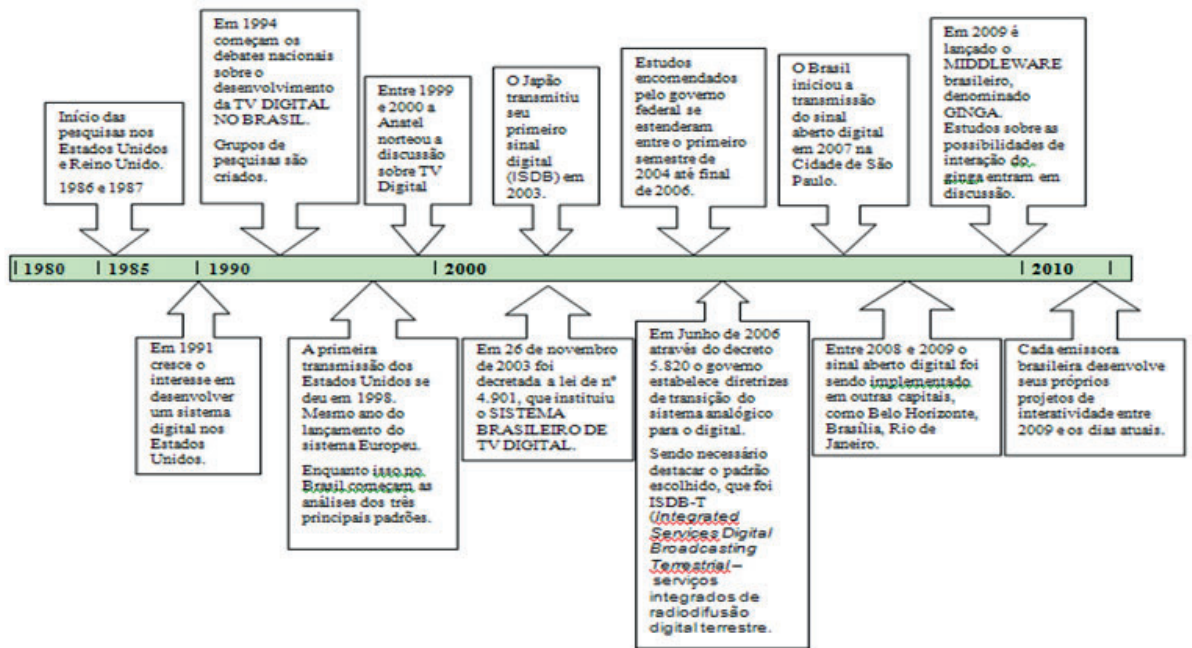 Início das
pesquisas nos
Estados Unidos
e Reino Unido.
1986 e 1987
Em 1994
começam os
debates nacionais
sobre o
desenvolvimento
da TV DIGITAL
NO BRASIL.
Grupos de
pesquisas são
criados.
Entre 1999
e 2000 a
Anatel
norteou a
discussão
sobre TV
Digital
O Japão
transmitiu
seu
primeiro
sinal
digital
(ISDB) em
2003.
Estudos
encomendados
pelo governo
federal se
estenderam
entre o primeiro
semestre de
2004 até final
de 2006.
O Brasil
iniciou a
transmissão
do sinal
aberto digital
em 2007 na
Cidade de São
Paulo.
Em 2009 é
lançado o
MIDDLEWARE
brasileiro,
denominado
GINGA.
Estudos sobre as
possibilidades de
interação do
ginga entram em
discussão.
1980 1985 1990 2000 2010
Em 1991
cresce o
interesse em
desenvolver
um sistema
digital nos
Estados
Unidos.
A primeira
transmissão dos
Estados Unidos se
deu em 1998.
Mesmo ano do
lançamento do
sistema Europeu.
Enquanto isso no
Brasil começam as
análises dos três
principais padrões.
Em 26 de novembro
de 2003 foi
decretada a lei de nº
4.901, que instituiu
o SISTEMA
BRASILEIRO DE
TV DIGITAL.
Em Junho de 2006
através do decreto
5.820 o governo
estabelece diretrizes
de transição do
sistema analógico
para o digital.
Sendo necessário
destacar o padrão
escolhido, que foi
ISDB-T
(Integrated
Services Digital
Broadcasting
Terrestrial –
serviços
integrados de
radiodifusão
digital terrestre.
Entre 2008 e 2009 o
sinal aberto digital foi
sendo implementado
em outras capitais,
como Belo Horizonte,
Brasília, Rio de
Janeiro.
Cada emissora
brasileira desenvolve
seus próprios
projetos de
interatividade entre
2009 e os dias atuais.